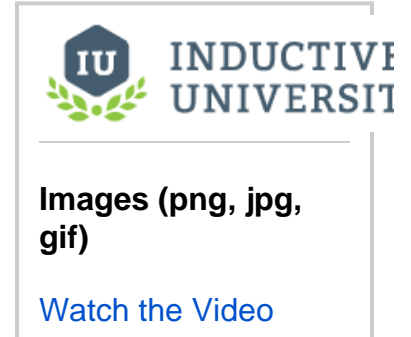 IU
INDUCTIVE
UNIVERSIT
Images (png, jpg,
gif)
Watch the Video